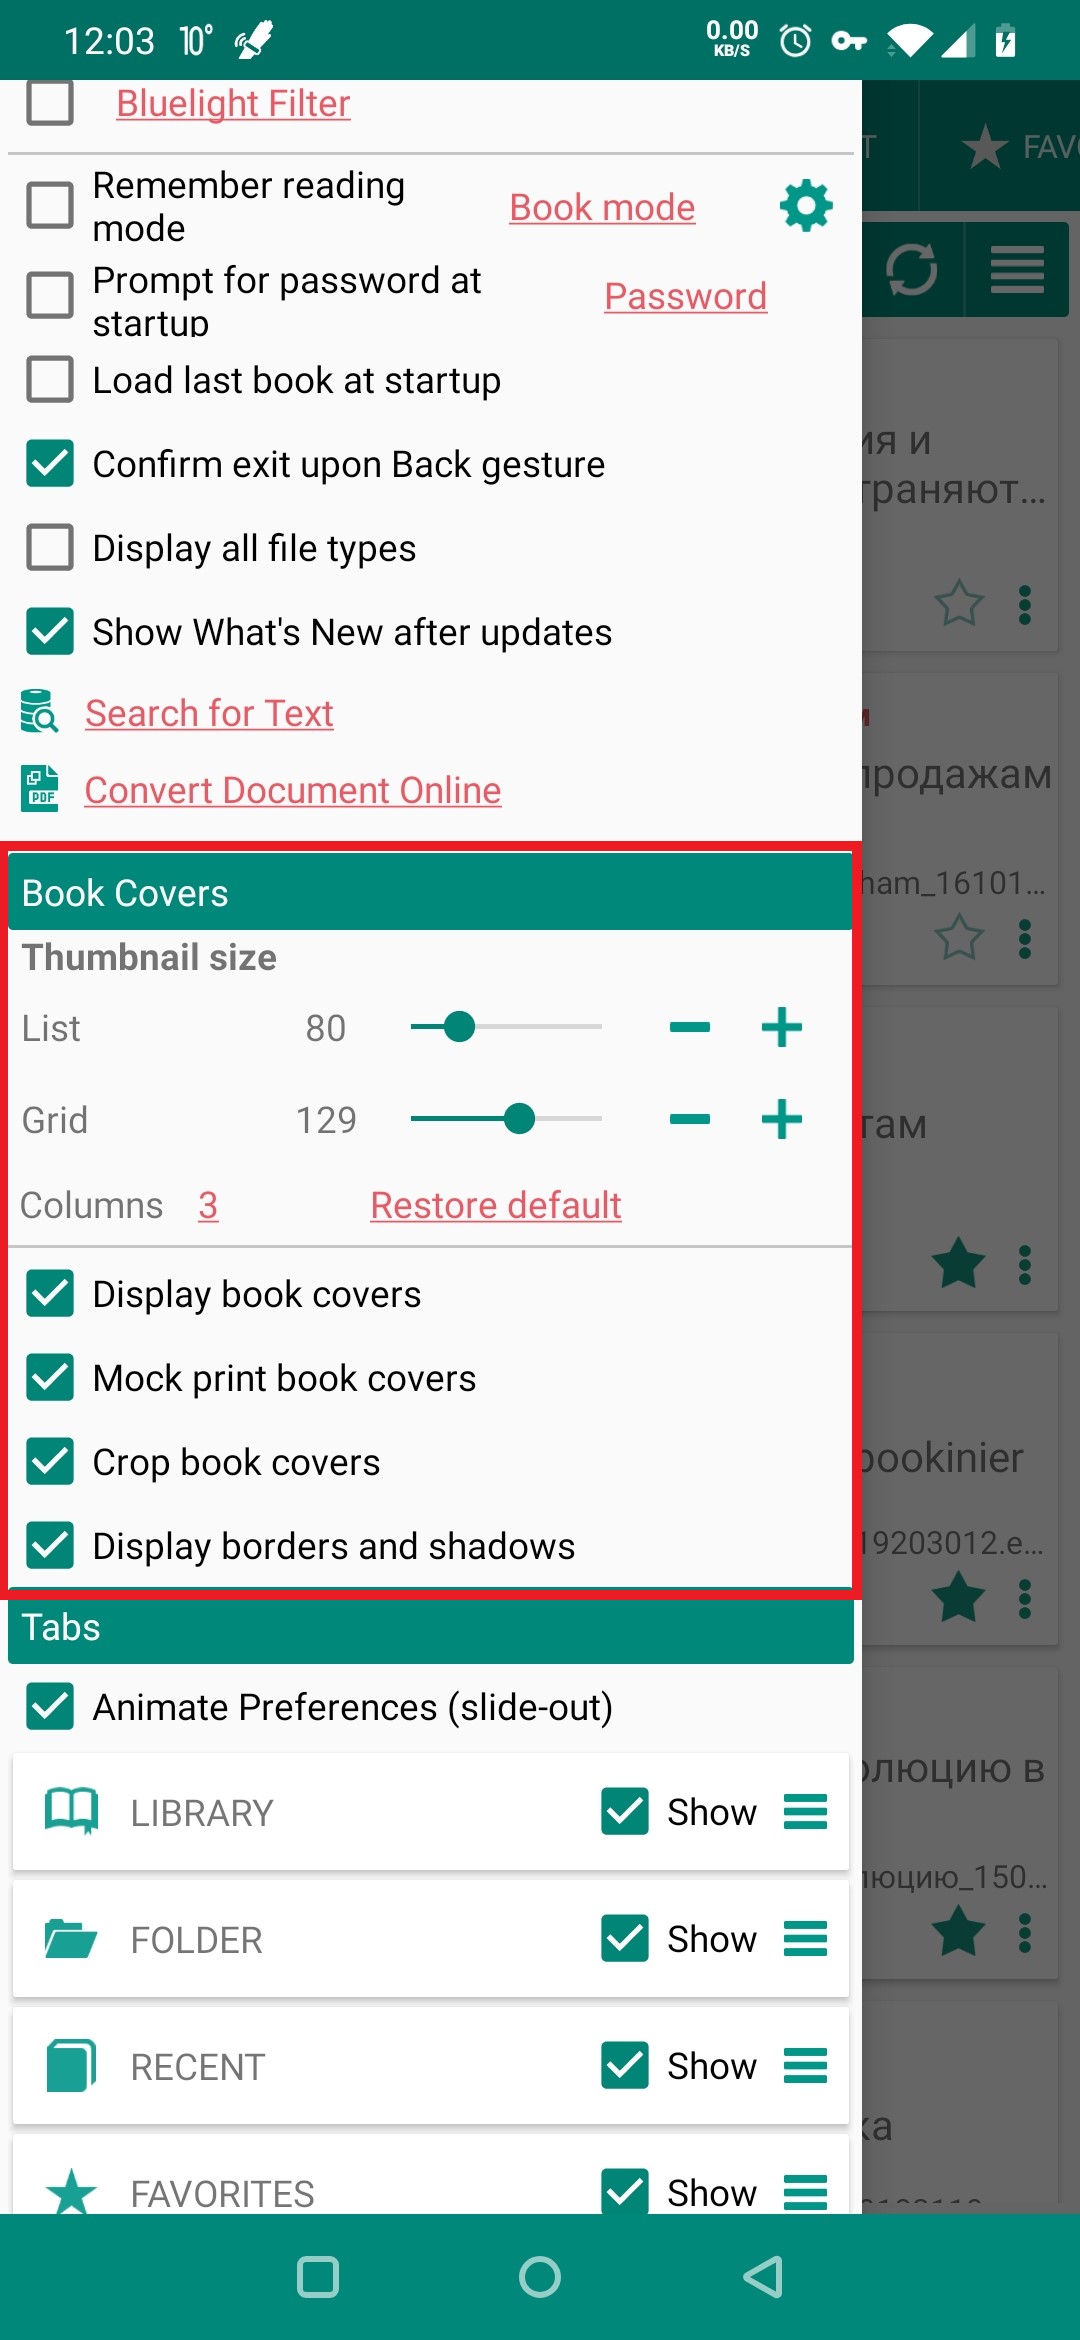 12:03 10° 0.00 KB/S
Bluelight Filter
FAV
Remember reading mode
Book mode
Prompt for password at startup
Password
Load last book at startup
Confirm exit upon Back gesture
Display all file types
Show What's New after updates
Search for Text
PDF
Convert Document Online
Book Covers
Thumbnail size
List 80
Grid 129
Columns 3 Restore default
Display book covers
Mock print book covers
Crop book covers
Display borders and shadows
Tabs
Animate Preferences (slide-out)
LIBRARY Show
FOLDER Show
RECENT Show
FAVORITES Show
ия и
траняют...
продажам
ham_16101...
там
bookinier
19203012.e...
олюцию в
люцию_150...
ка